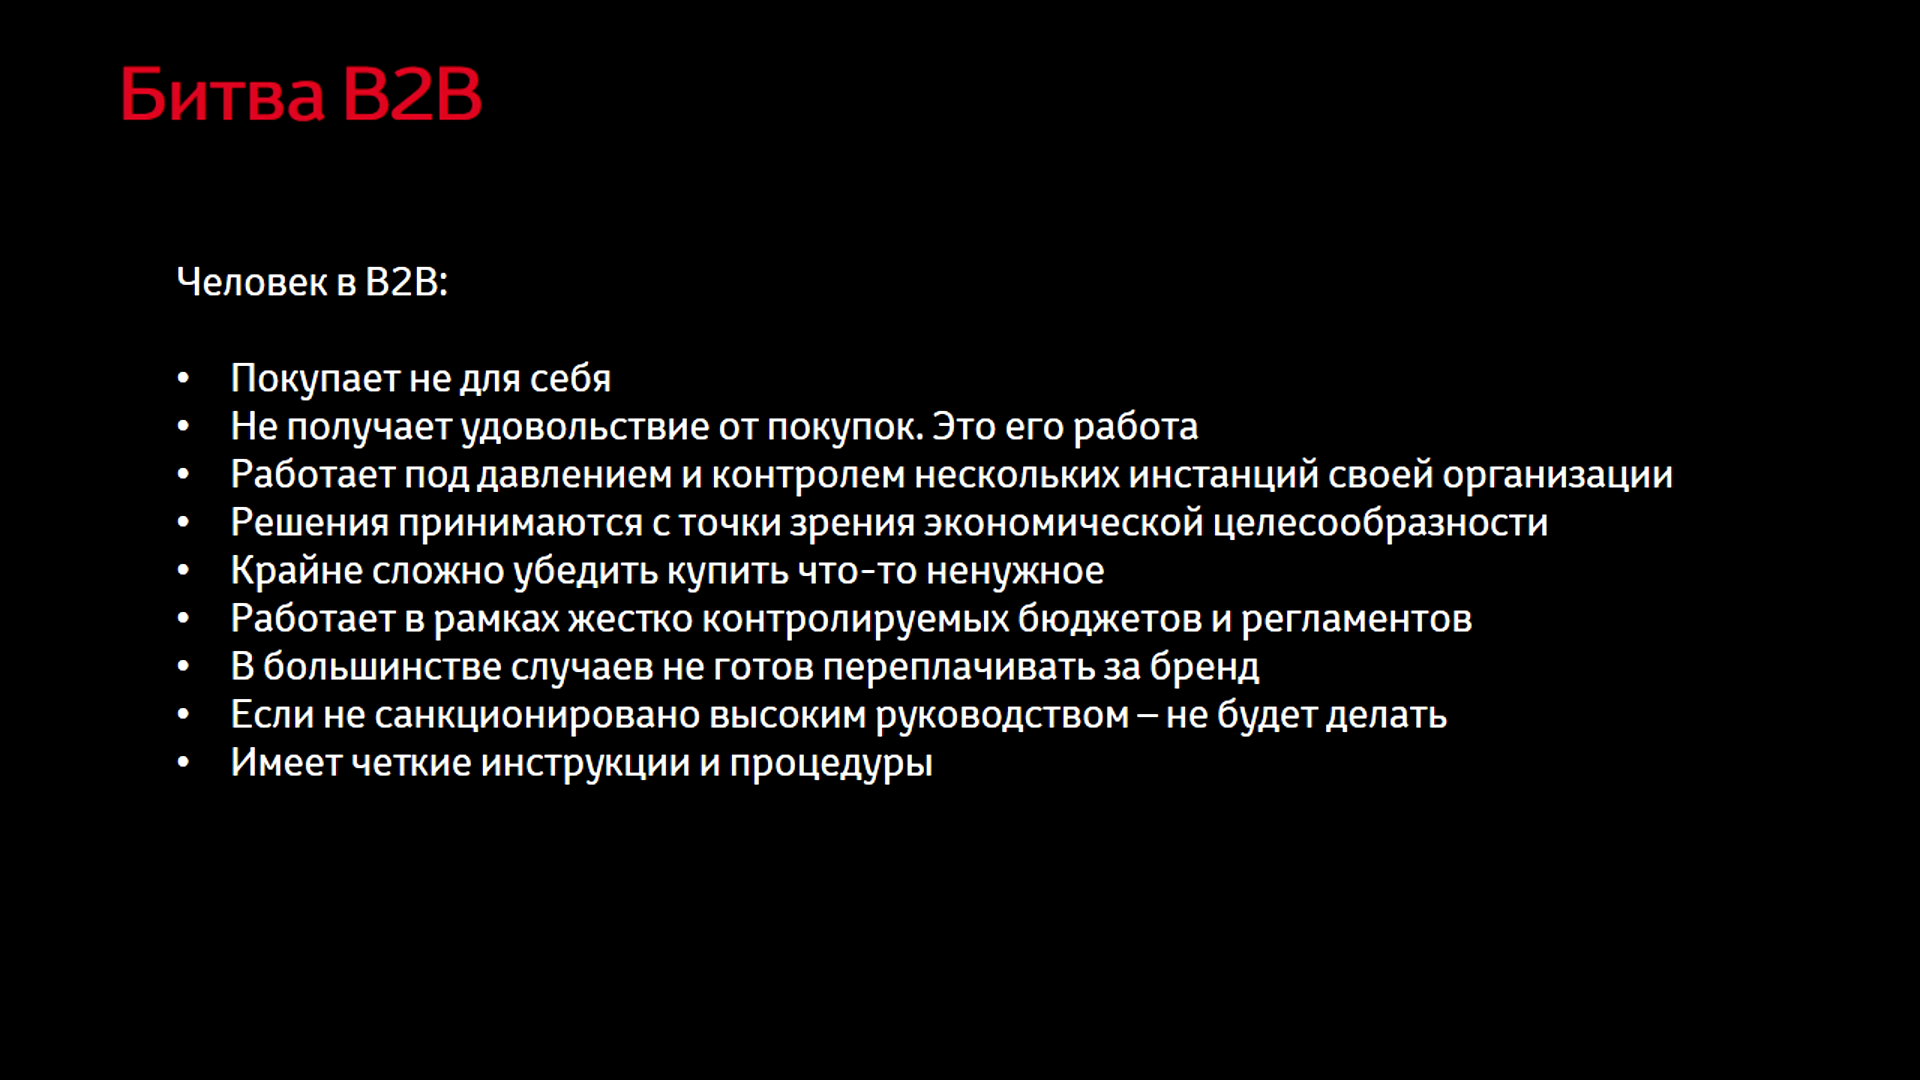 Битва B2B
Человек в B2B:
• Покупает не для себя
• Не получает удовольствие от покупок. Это его работа
• Работает под давлением и контролем нескольких инстанций своей организации
• Решения принимаются с точки зрения экономической целесообразности
• Крайне сложно убедить купить что-то ненужное
• Работает в рамках жестко контролируемых бюджетов и регламентов
• В большинстве случаев не готов переплачивать за бренд
• Если не санкционировано высоким руководством – не будет делать
• Имеет четкие инструкции и процедуры